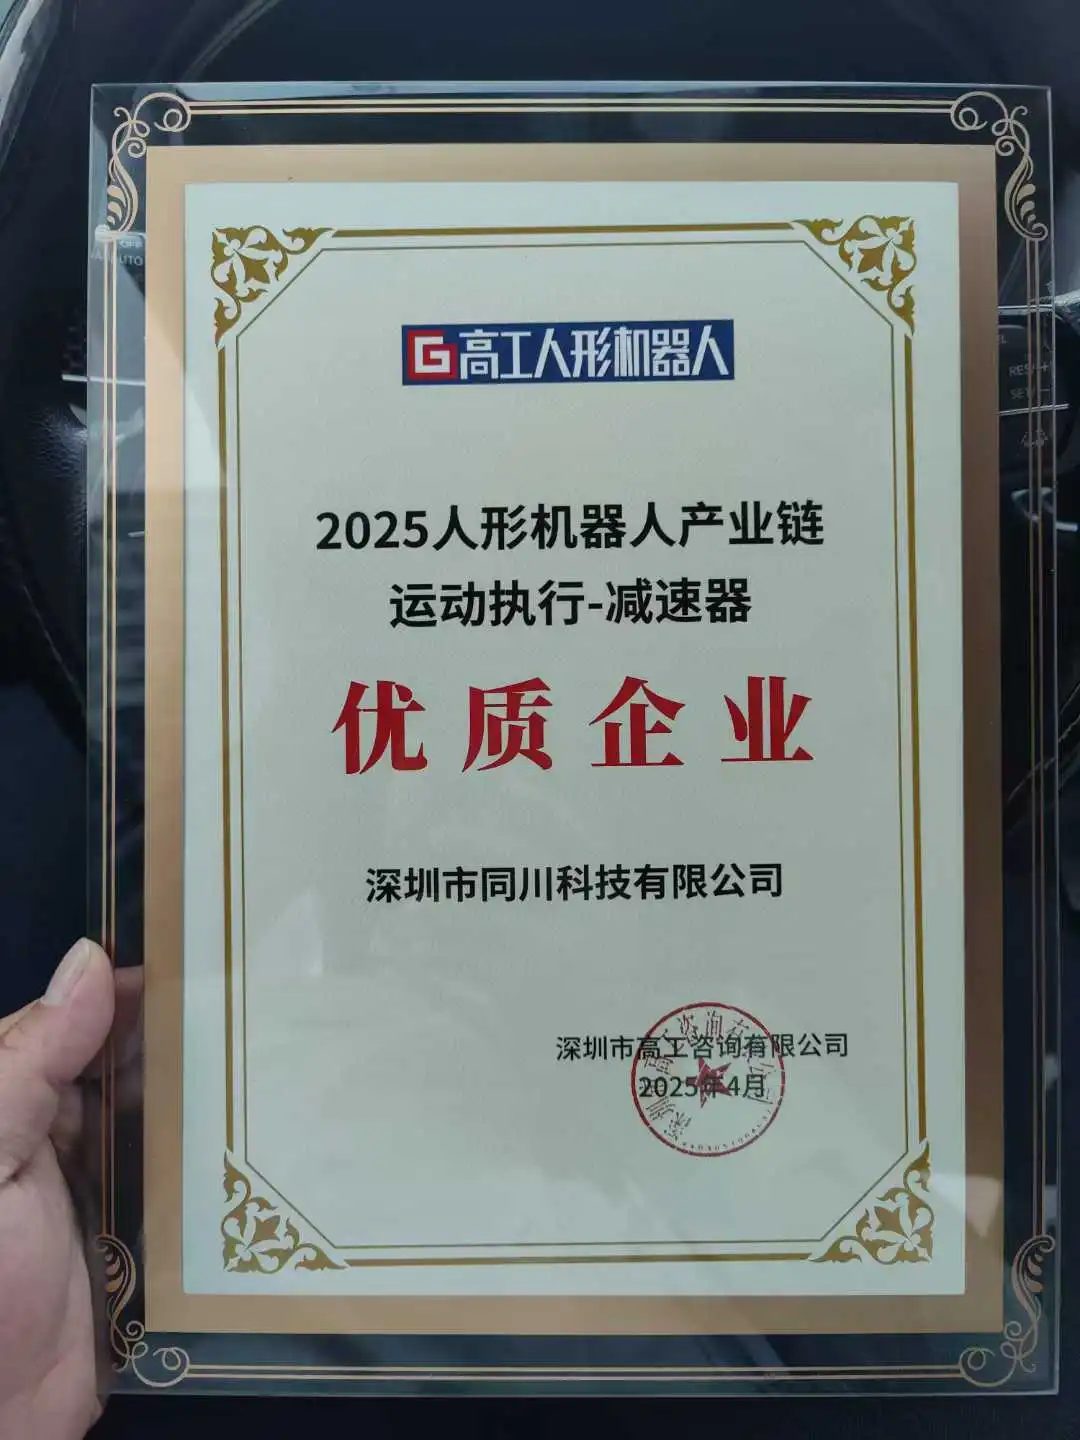 G 高工人形机器人
2025人形机器人产业链
运动执行-减速器
优质企业
深圳市同川科技有限公司
深圳市高工咨询有限公司
2025年4月
AUTO
RES/+